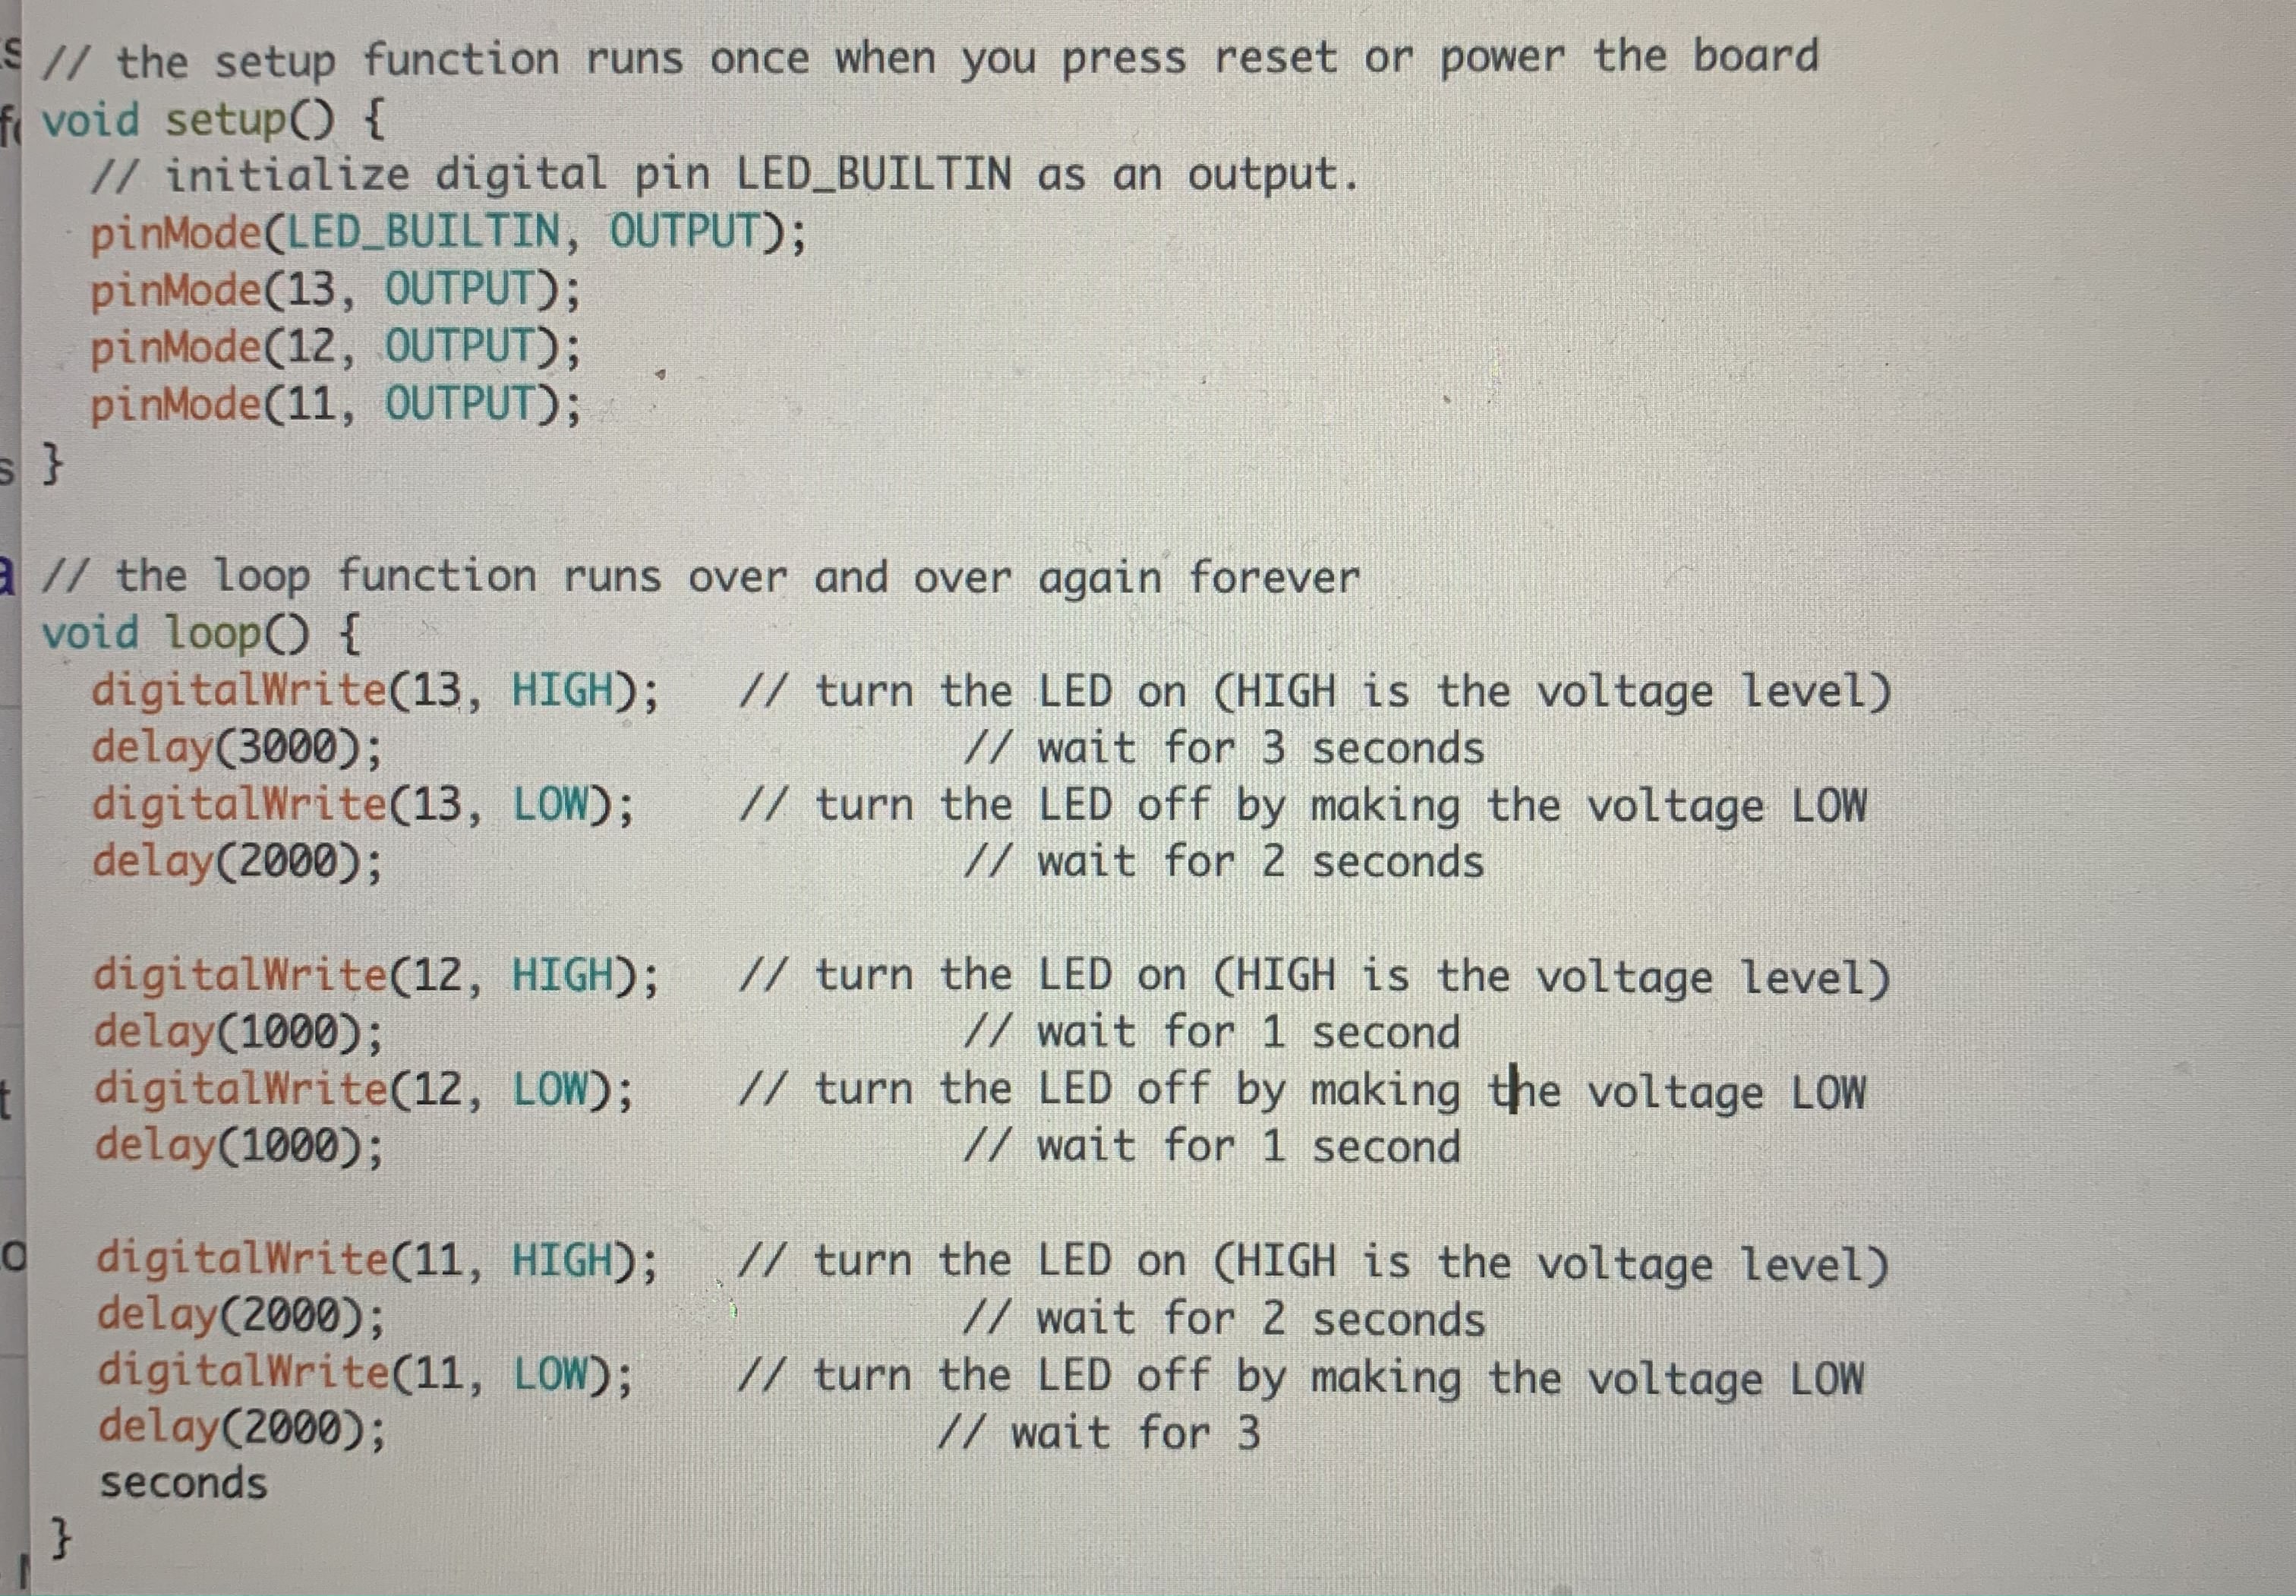 // the setup function runs once when you press reset or power the board
void setup() {
  // initialize digital pin LED_BUILTIN as an output.
  pinMode(LED_BUILTIN, OUTPUT);
  pinMode(13, OUTPUT);
  pinMode(12, OUTPUT);
  pinMode(11, OUTPUT);
}
// the loop function runs over and over again forever
void loop() {
  digitalWrite(13, HIGH);   // turn the LED on (HIGH is the voltage level)
  delay(3000);                       // wait for 3 seconds
  digitalWrite(13, LOW);    // turn the LED off by making the voltage LOW
  delay(2000);                       // wait for 2 seconds
  digitalWrite(12, HIGH);   // turn the LED on (HIGH is the voltage level)
  delay(1000);                       // wait for 1 second
  digitalWrite(12, LOW);    // turn the LED off by making the voltage LOW
  delay(1000);                       // wait for 1 second
  digitalWrite(11, HIGH);   // turn the LED on (HIGH is the voltage level)
  delay(2000);                       // wait for 2 seconds
  digitalWrite(11, LOW);    // turn the LED off by making the voltage LOW
  delay(2000);                      // wait for 3
  seconds
}